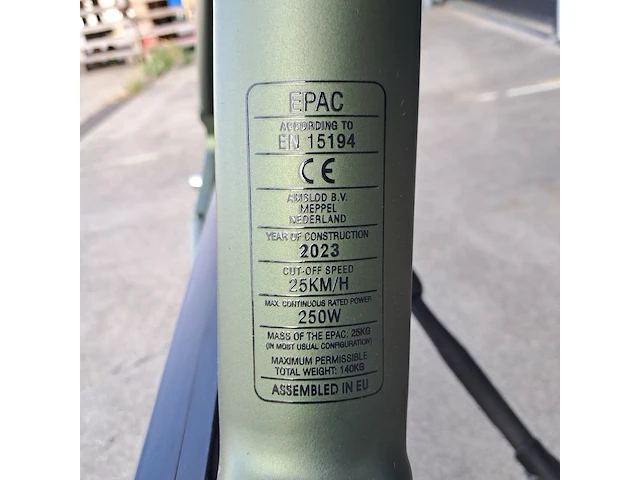 EPAC
ACCORDING TO
EN 15194
CE
AMSLOD B.V.
MEPPEL
NEDERLAND
YEAR OF CONSTRUCTION
2023
CUT-OFF SPEED
25KM/H
MAX. CONTINUOUS RATED POWER
250W
MASS OF THE EPAC: 25KG
(IN MOST USUAL CONFIGURATION)
MAXIMUM PERMISSIBLE
TOTAL WEIGHT: 140KG
ASSEMBLED IN EU